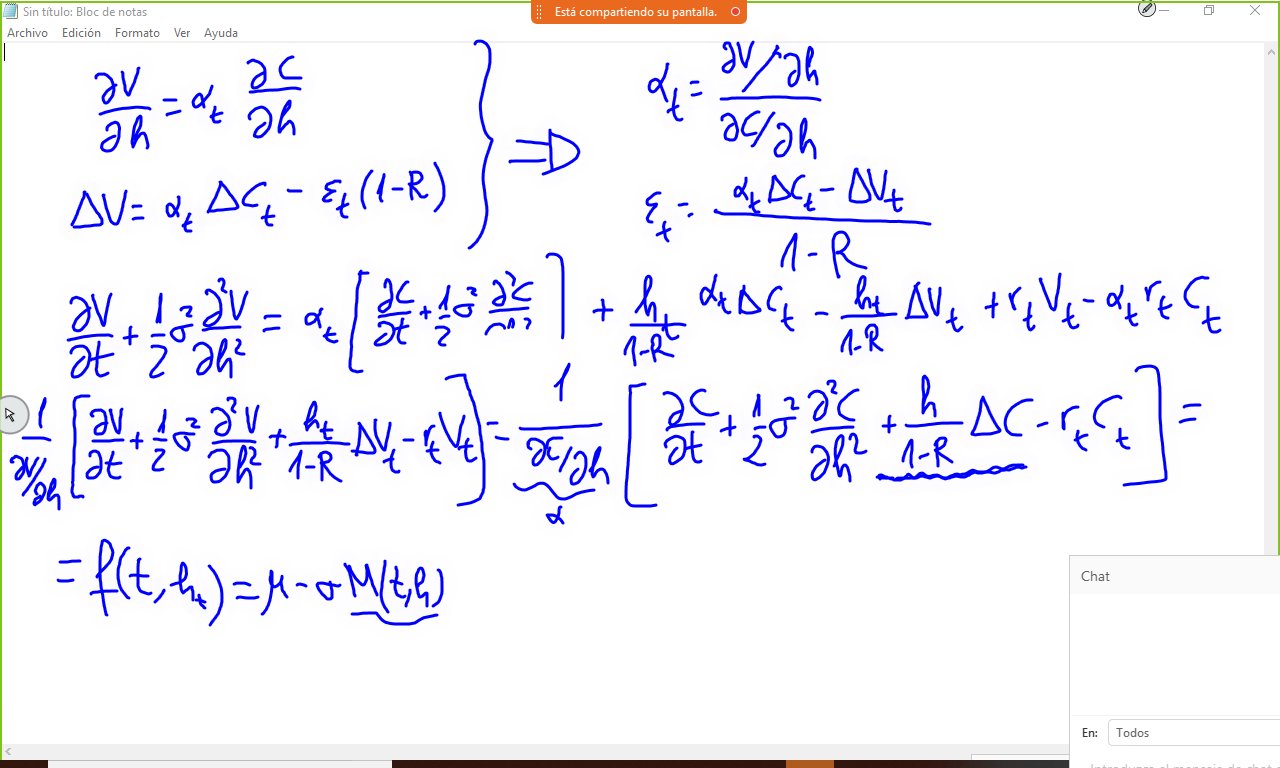 Sin título: Bloc de notas
Está compartiendo su pantalla.
Archivo Edición Formato Ver Ayuda
∂V/∂h = α_t ∂C/∂h } ⇒ α_t = (∂V/∂h)/(∂C/∂h)
ΔV = α_t ΔC_t - ε_t (1-R) ε_t = (α_t ΔC_t - ΔV_t)/(1-R)
∂V/∂t + 1/2 σ² ∂²V/∂h² = α_t [∂C/∂t + 1/2 σ² ∂²C/∂h²] + h_t/(1-R) α_t ΔC_t - h_t/(1-R) ΔV_t + r_t V_t - α_t r_t C_t
1/(∂V/∂h) [∂V/∂t + 1/2 σ² ∂²V/∂h² + h_t/(1-R) ΔV_t - r_t V_t] = 1/(∂C/∂h) [∂C/∂t + 1/2 σ² ∂²C/∂h² + h/(1-R) ΔC - r_t C_t] =
α
= f(t, h_t) = μ - σ M(t,h)
Chat
En: Todos